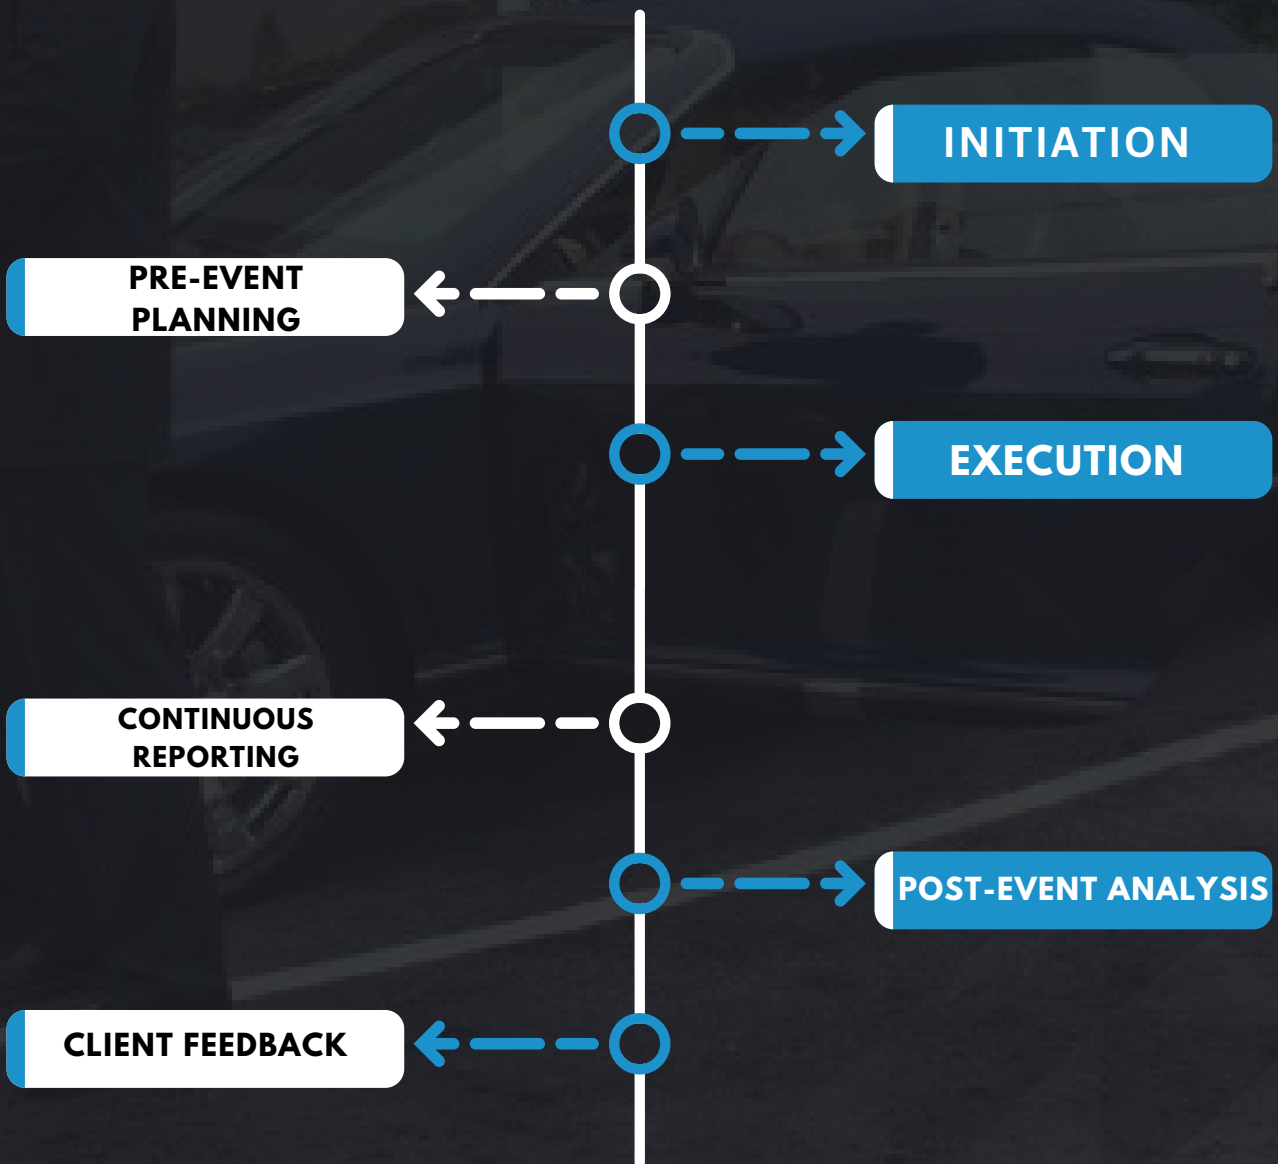 INITIATION
PRE-EVENT
PLANNING
EXECUTION
CONTINUOUS
REPORTING
POST-EVENT ANALYSIS
CLIENT FEEDBACK